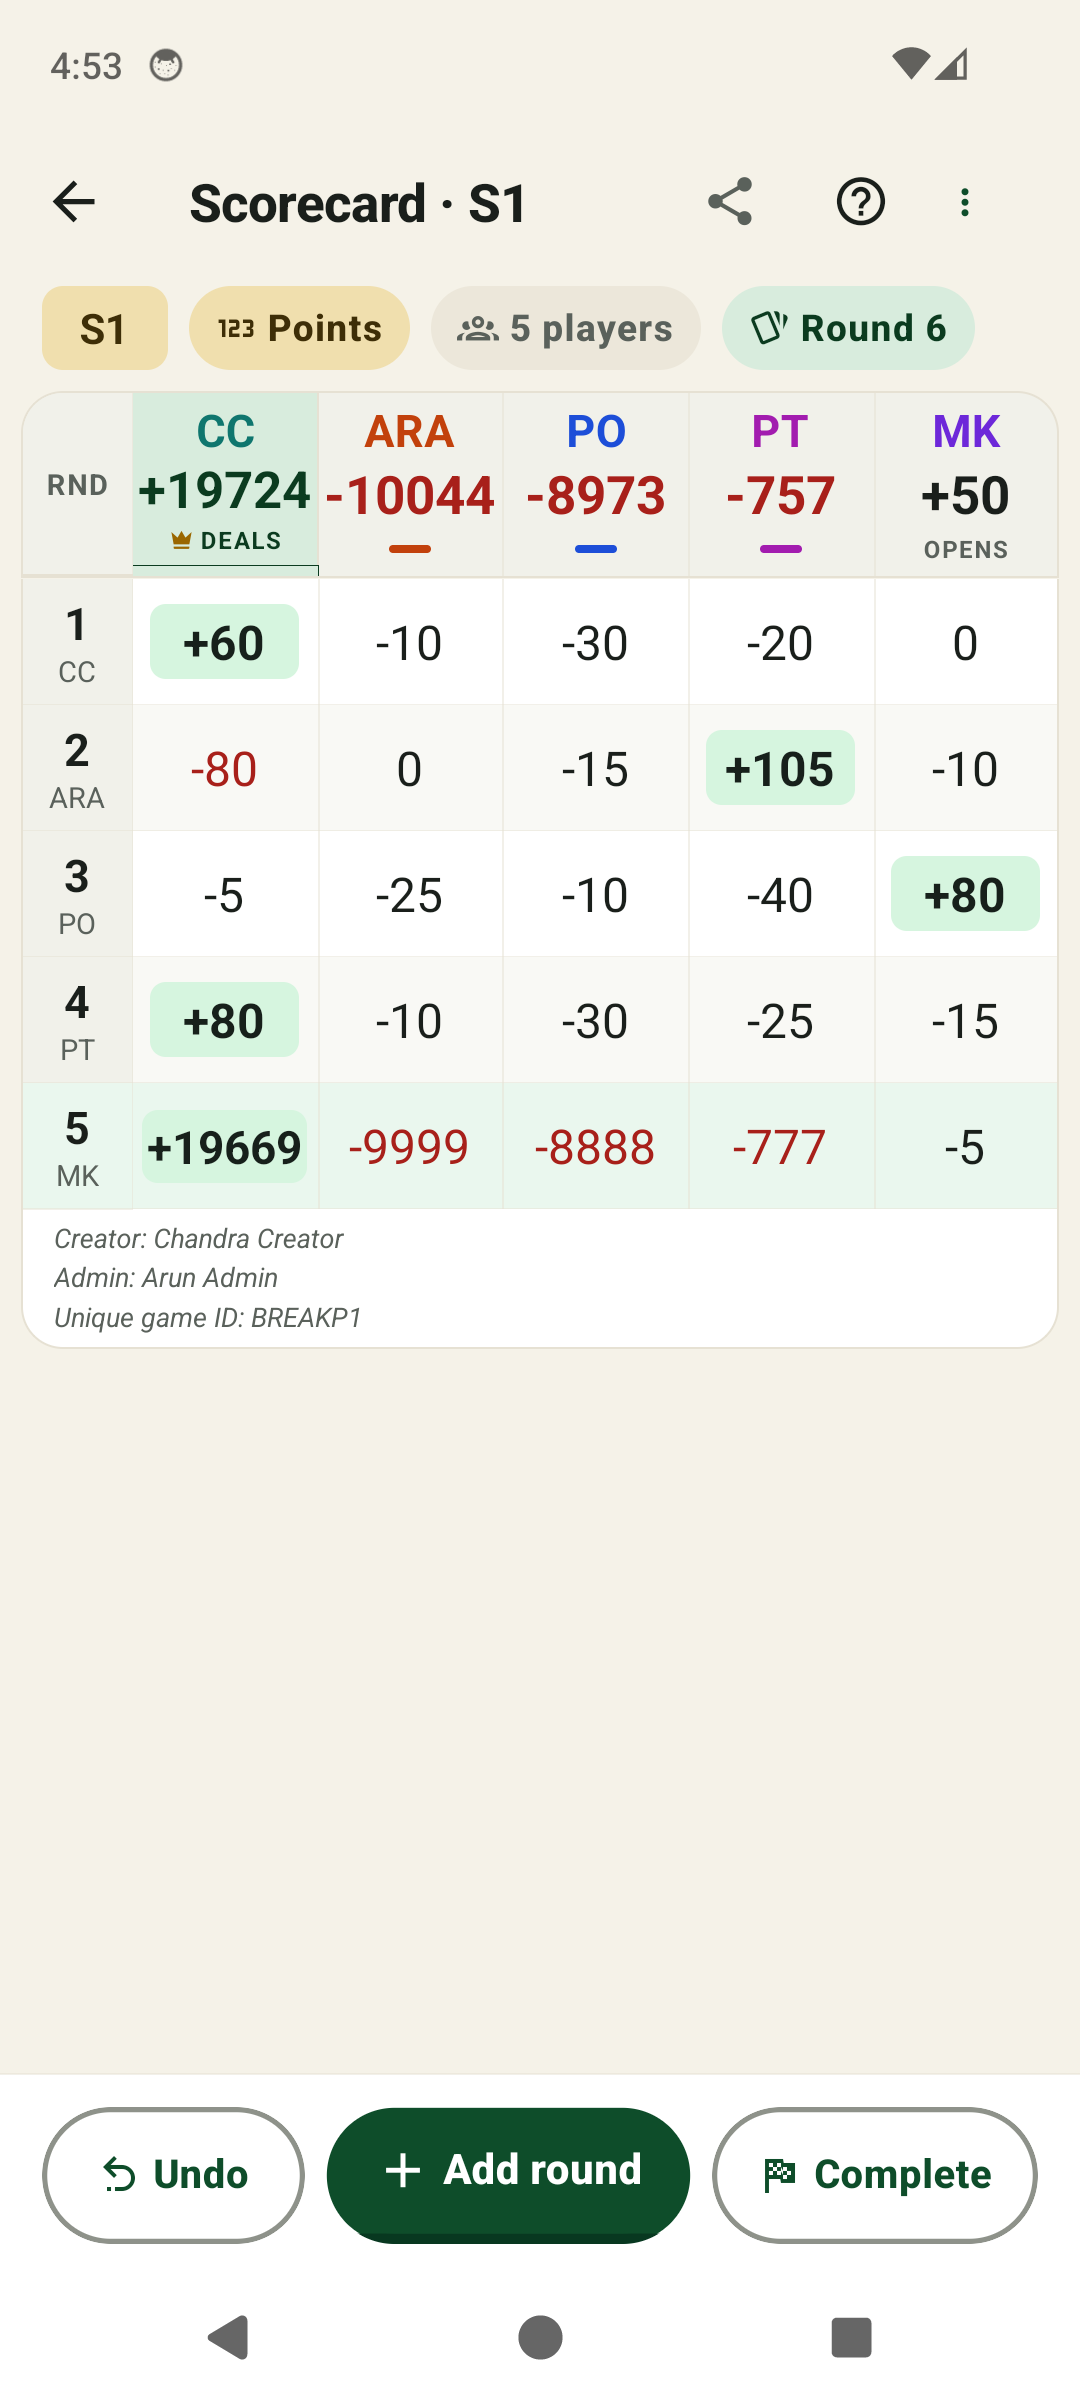 4:53
Scorecard · S1
S1
123 Points
5 players
Round 6
RND
CC
ARA
PO
PT
MK
+19724
-10044
-8973
-757
+50
DEALS
OPENS
1
CC
+60
-10
-30
-20
0
2
ARA
-80
0
-15
+105
-10
3
PO
-5
-25
-10
-40
+80
4
PT
+80
-10
-30
-25
-15
5
MK
+19669
-9999
-8888
-777
-5
Creator: Chandra Creator
Admin: Arun Admin
Unique game ID: BREAKP1
Undo
Add round
Complete